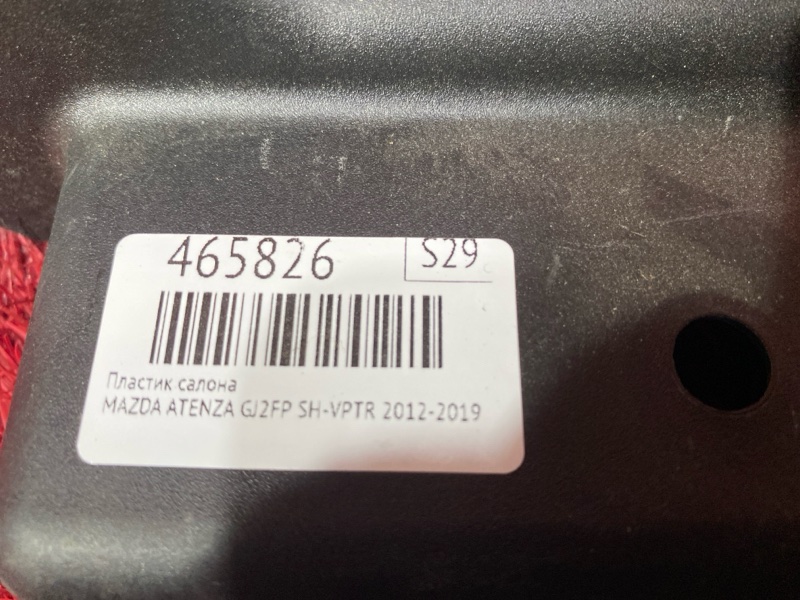 465826 S29
Пластик салона
MAZDA ATENZA GJ2FP SH-VPTR 2012-2019